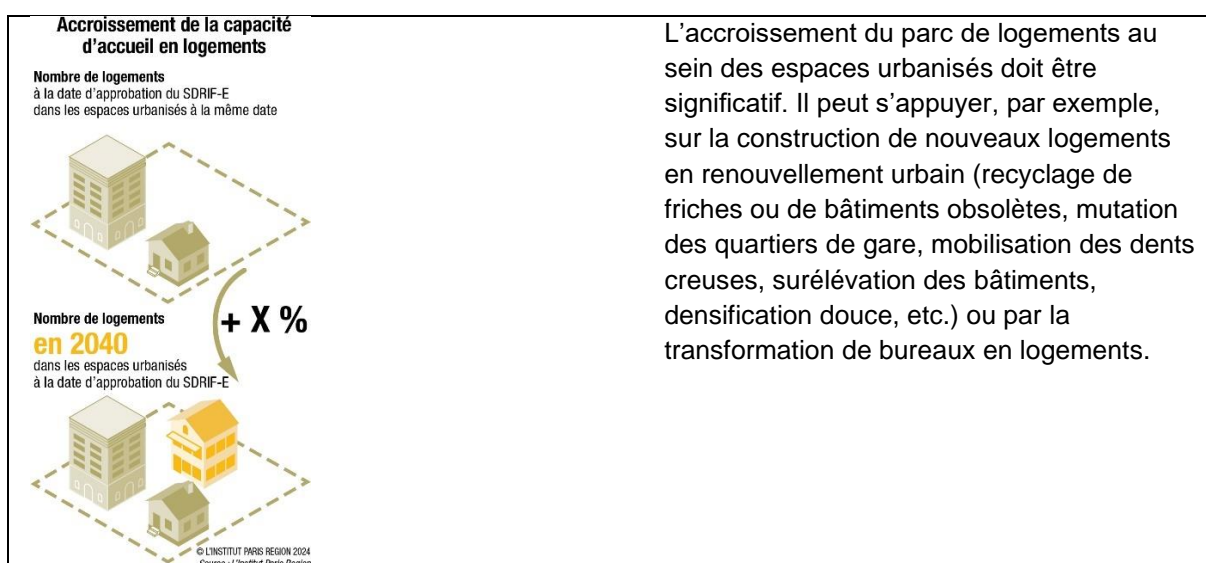 Accroissement de la capacité
d'accueil en logements
Nombre de logements
à la date d'approbation du SDRIF-E
dans les espaces urbanisés à la même date
+ X %
Nombre de logements
en 2040
dans les espaces urbanisés
à la date d'approbation du SDRIF-E
© L'INSTITUT PARIS REGION 2024
Source : L'Institut Paris Region
L'accroissement du parc de logements au
sein des espaces urbanisés doit être
significatif. Il peut s'appuyer, par exemple,
sur la construction de nouveaux logements
en renouvellement urbain (recyclage de
friches ou de bâtiments obsolètes, mutation
des quartiers de gare, mobilisation des dents
creuses, surélévation des bâtiments,
densification douce, etc.) ou par la
transformation de bureaux en logements.